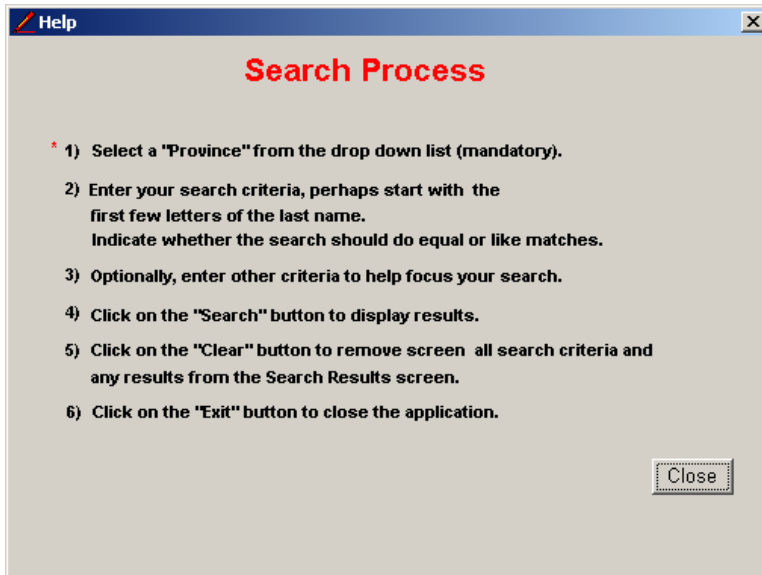 Help
Search Process
* 1) Select a "Province" from the drop down list (mandatory).
2) Enter your search criteria, perhaps start with the
first few letters of the last name.
Indicate whether the search should do equal or like matches.
3) Optionally, enter other criteria to help focus your search.
4) Click on the "Search" button to display results.
5) Click on the "Clear" button to remove screen all search criteria and
any results from the Search Results screen.
6) Click on the "Exit" button to close the application.
Close